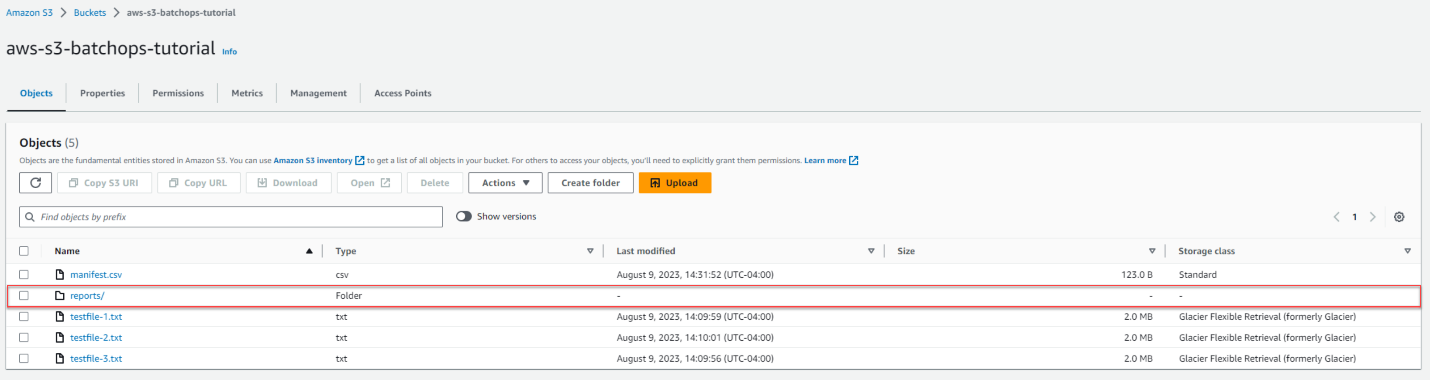 Amazon S3 > Buckets > aws-s3-batchops-tutorial
aws-s3-batchops-tutorial Info
Objects Properties Permissions Metrics Management Access Points
Objects (5)
Objects are the fundamental entities stored in Amazon S3. You can use Amazon S3 inventory to get a list of all objects in your bucket. For others to access your objects, you'll need to explicitly grant them permissions. Learn more
Copy S3 URI Copy URL Download Open Delete Actions Create folder Upload
Find objects by prefix Show versions 1
Name Type Last modified Size Storage class
manifest.csv csv August 9, 2023, 14:31:52 (UTC-04:00) 123.0 B Standard
reports/ Folder - - -
testfile-1.txt txt August 9, 2023, 14:09:59 (UTC-04:00) 2.0 MB Glacier Flexible Retrieval (formerly Glacier)
testfile-2.txt txt August 9, 2023, 14:10:01 (UTC-04:00) 2.0 MB Glacier Flexible Retrieval (formerly Glacier)
testfile-3.txt txt August 9, 2023, 14:09:56 (UTC-04:00) 2.0 MB Glacier Flexible Retrieval (formerly Glacier)